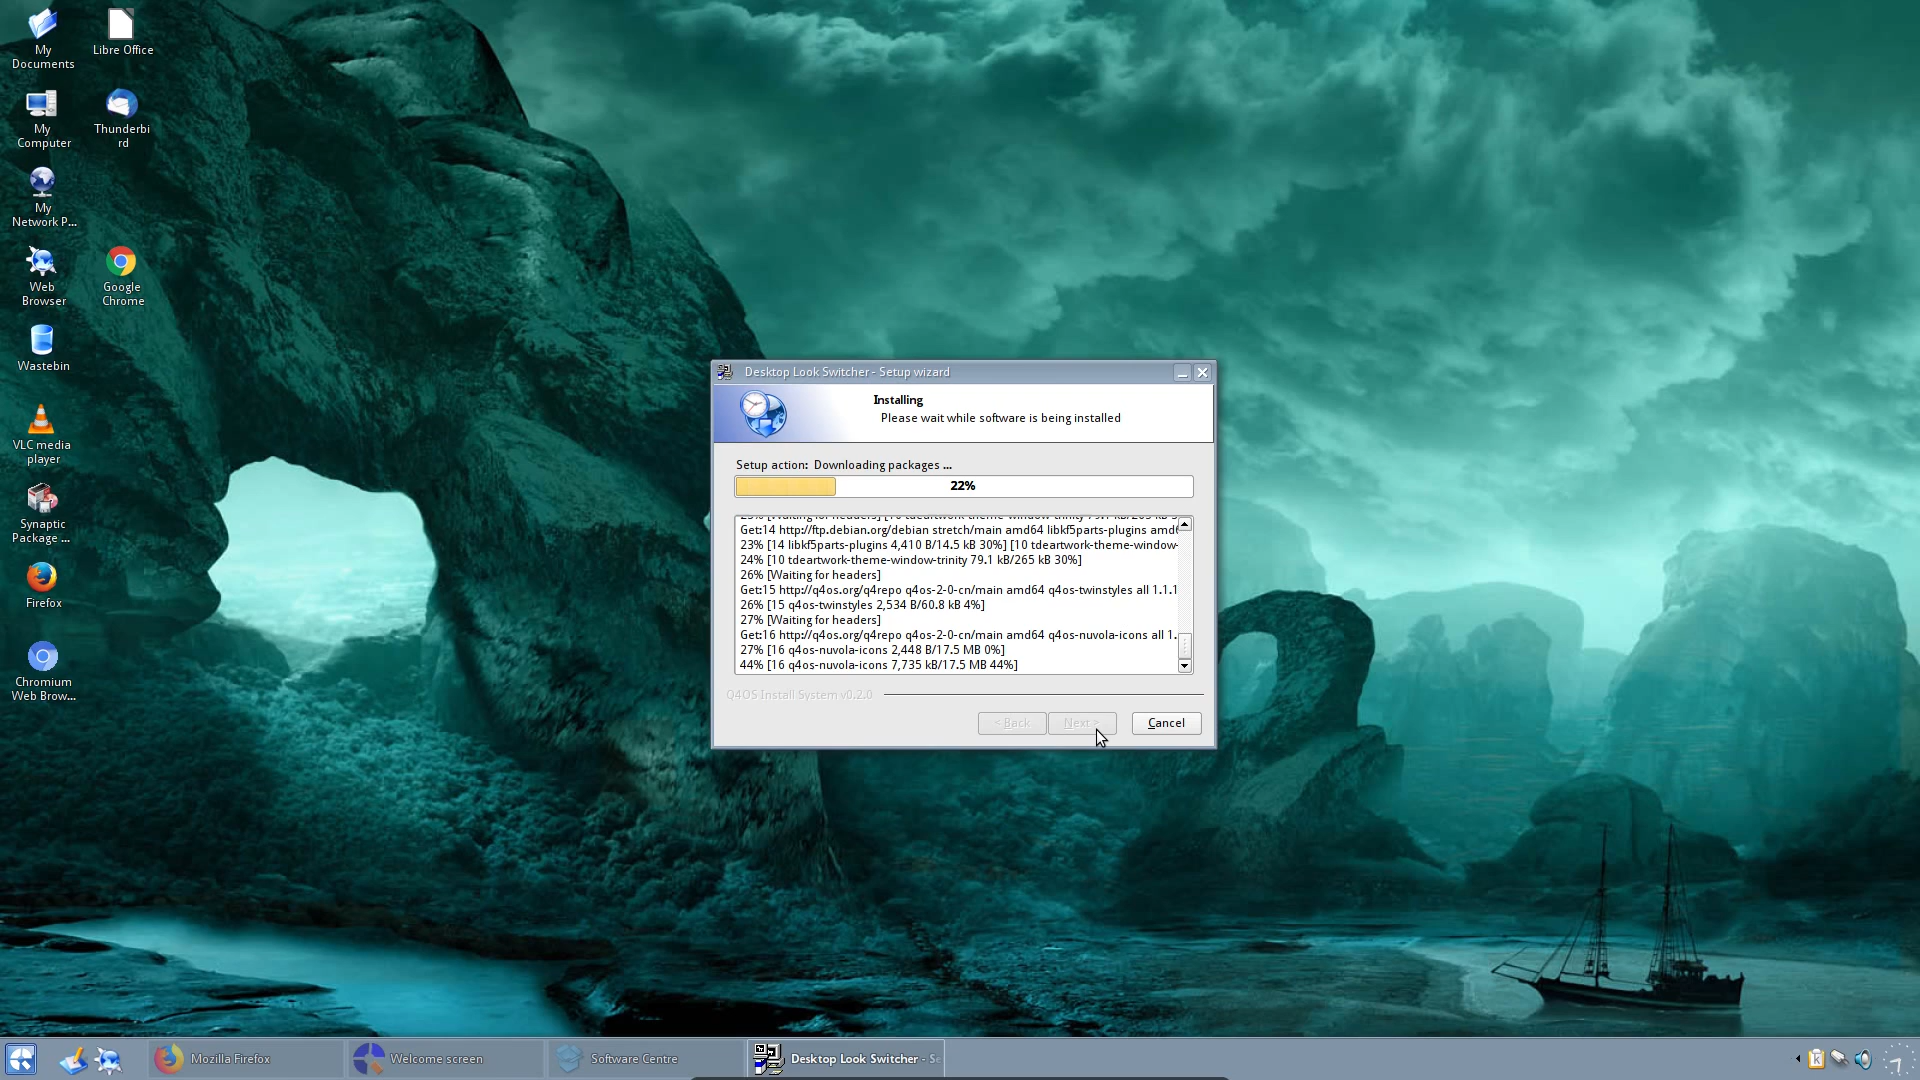 My
Documents
Libre Office
My
Computer
Thunderbi
rd
My
Network P...
Web
Browser
Google
Chrome
Wastebin
VLC media
player
Synaptic
Package ...
Firefox
Chromium
Web Brow...
Desktop Look Switcher - Setup wizard
Installing
Please wait while software is being installed
Setup action: Downloading packages ...
22%
Get:14 http://ftp.debian.org/debian stretch/main amd64 libkf5parts-plugins amd6
23% [14 libkf5parts-plugins 4,410 B/14.5 kB 30%] [10 tdeartwork-theme-window-
24% [10 tdeartwork-theme-window-trinity 79.1 kB/265 kB 30%]
26% [Waiting for headers]
Get:15 http://q4os.org/q4repo q4os-2-0-cn/main amd64 q4os-twinstyles all 1.1.1
26% [15 q4os-twinstyles 2,534 B/60.8 kB 4%]
27% [Waiting for headers]
Get:16 http://q4os.org/q4repo q4os-2-0-cn/main amd64 q4os-nuvola-icons all 1.
27% [16 q4os-nuvola-icons 2,448 B/17.5 MB 0%]
44% [16 q4os-nuvola-icons 7,735 kB/17.5 MB 44%]
Q4OS Install System v0.2.0
< Back
Next >
Cancel
Mozilla Firefox
Welcome screen
Software Centre
Desktop Look Switcher - Se